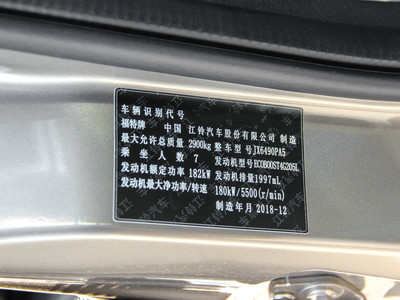 车辆识别代号
福特牌 中国 江铃汽车股份有限公司 制造
最大允许总质量 2900kg 整车型号 JX6490PA5
乘坐人数 7 发动机型号 ECOBOOST4G205L
发动机额定功率 182kW 发动机排量 1997mL
发动机最大净功率/转速 180kW/5500(r/min)
制造年月 2018-12